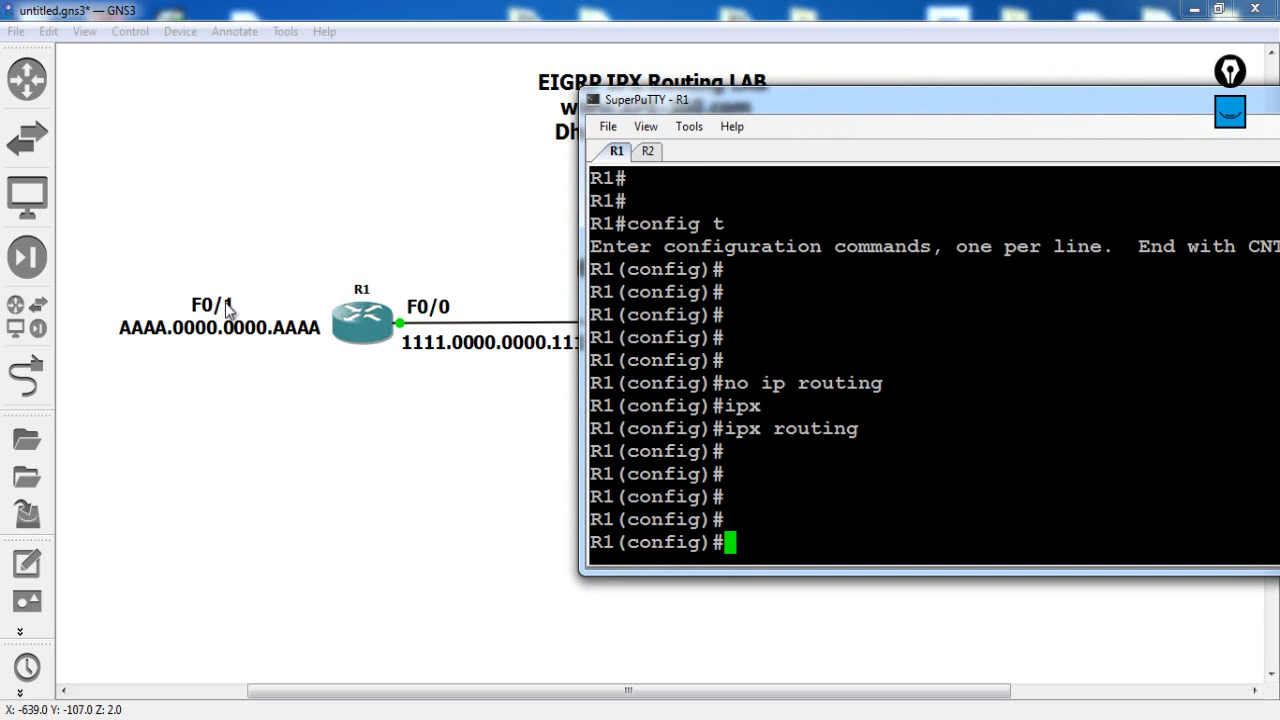 untitled.gns3* — GNS3
File Edit View Control Device Annotate Tools Help
EIGRP IPX Routing LAB
SuperPuTTY - R1
File View Tools Help
R1 R2
R1#
R1#
R1#config t
Enter configuration commands, one per line. End with CNT
R1(config)#
R1(config)#
R1(config)#
R1(config)#
R1(config)#
R1(config)#no ip routing
R1(config)#ipx
R1(config)#ipx routing
R1(config)#
R1(config)#
R1(config)#
R1(config)#
R1(config)#
R1
F0/1
F0/0
AAAA.0000.0000.AAAA
1111.0000.0000.111
X: -639.0 Y: -107.0 Z: 2.0